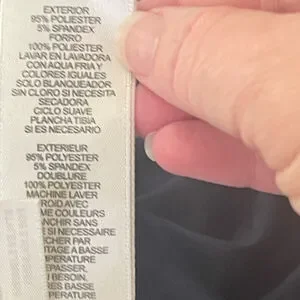 EXTERIOR
95% POLIESTER
5% SPANDEX
FORRO
100% POLIESTER
LAVAR EN LAVADORA
CON AQUA FRIA Y
COLORES IGUALES
SOLO BLANQUEADOR
SIN CLORO SI NECESITA
SECADORA
CICLO SUAVE
PLANCHA TIBIA
SI ES NECESARIO
EXTERIEUR
95% POLYESTER
5% SPANDEX
DOUBLURE
100% POLYESTER
MACHINE LAVER
AVEC
COULEURS
SANS
SI NECESSAIRE
PAR
A BASSE
BESOIN
BASSE